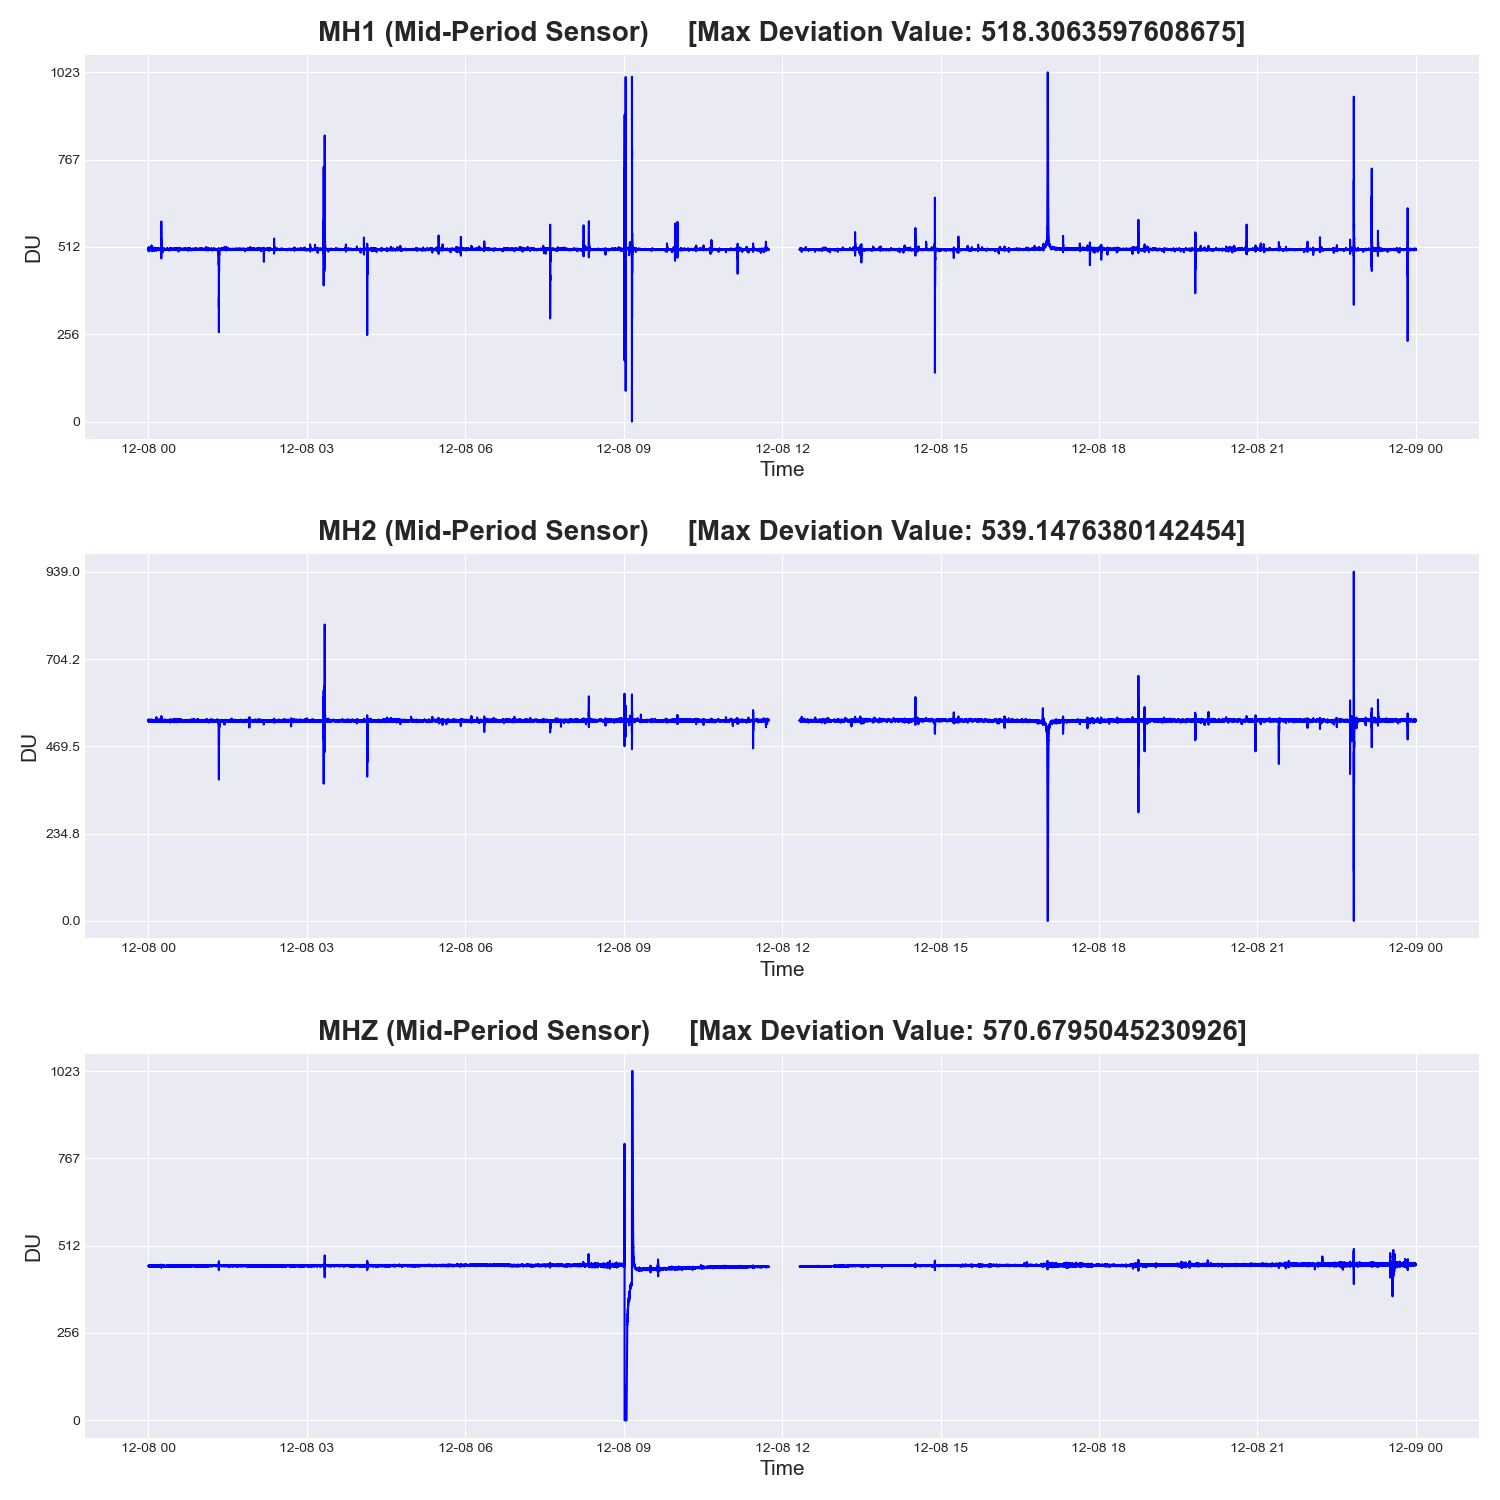 MH1 (Mid-Period Sensor) [Max Deviation Value: 518.3063597608675]
1023
767
512
256
0
DU
12-08 00 12-08 03 12-08 06 12-08 09 12-08 12 12-08 15 12-08 18 12-08 21 12-09 00
Time
MH2 (Mid-Period Sensor) [Max Deviation Value: 539.1476380142454]
939.0
704.2
469.5
234.8
0.0
DU
12-08 00 12-08 03 12-08 06 12-08 09 12-08 12 12-08 15 12-08 18 12-08 21 12-09 00
Time
MHZ (Mid-Period Sensor) [Max Deviation Value: 570.6795045230926]
1023
767
512
256
0
DU
12-08 00 12-08 03 12-08 06 12-08 09 12-08 12 12-08 15 12-08 18 12-08 21 12-09 00
Time